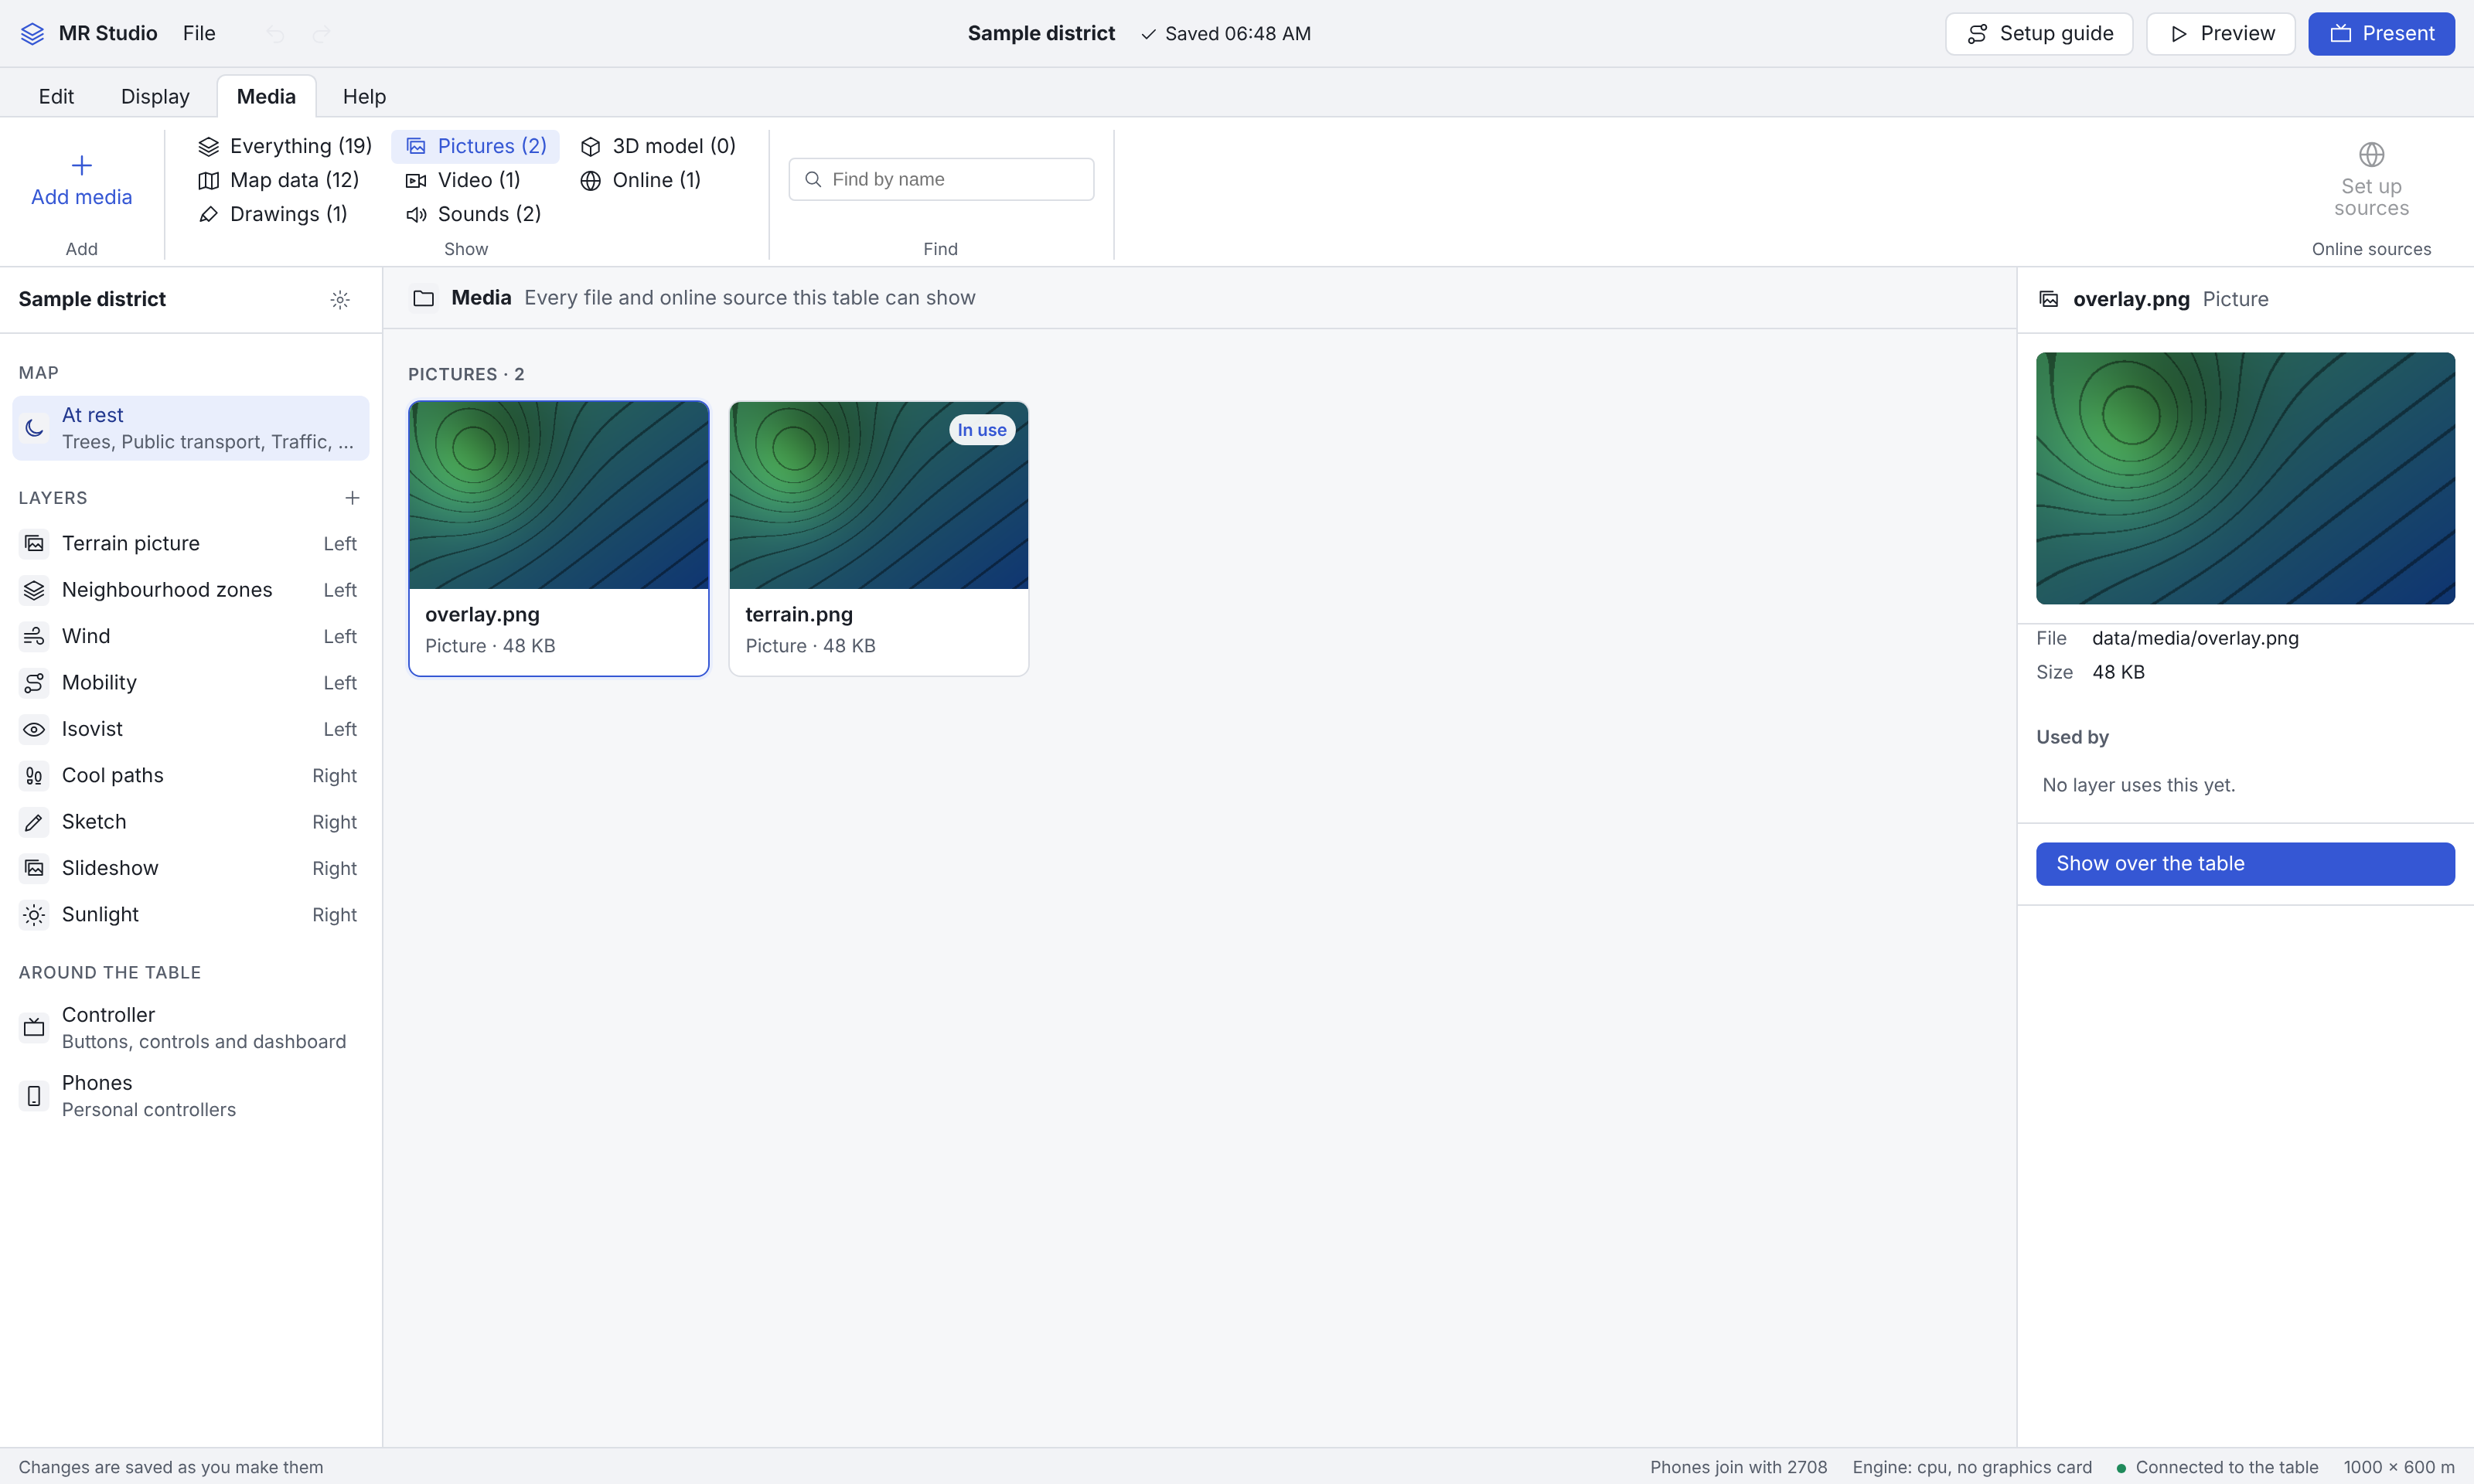 MR Studio File
Sample district Saved 06:48 AM
Setup guide Preview Present
Edit Display Media Help
Add media
Add
Everything (19) Pictures (2) 3D model (0)
Map data (12) Video (1) Online (1)
Drawings (1) Sounds (2)
Show
Find by name
Find
Set up
sources
Online sources
Sample district
MAP
At rest
Trees, Public transport, Traffic, ...
LAYERS
Terrain picture Left
Neighbourhood zones Left
Wind Left
Mobility Left
Isovist Left
Cool paths Right
Sketch Right
Slideshow Right
Sunlight Right
AROUND THE TABLE
Controller
Buttons, controls and dashboard
Phones
Personal controllers
Media Every file and online source this table can show
PICTURES · 2
In use
overlay.png
Picture · 48 KB
terrain.png
Picture · 48 KB
overlay.png Picture
File data/media/overlay.png
Size 48 KB
Used by
No layer uses this yet.
Show over the table
Changes are saved as you make them
Phones join with 2708 Engine: cpu, no graphics card Connected to the table 1000 × 600 m